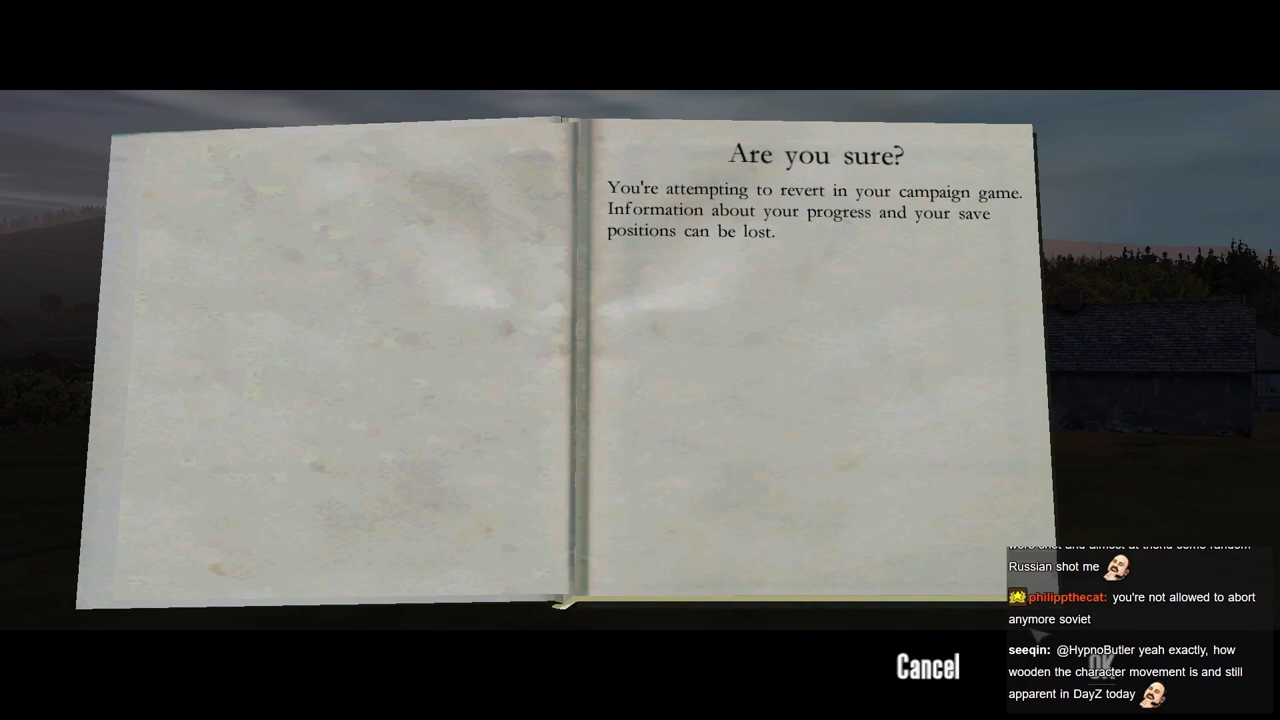 Are you sure?
You're attempting to revert in your campaign game.
Information about your progress and your save
positions can be lost.
Russian shot me
philippthecat: you're not allowed to abort
anymore soviet
seeqin: @HypnoButler yeah exactly, how
wooden the character movement is and still
apparent in DayZ today
Cancel
OK